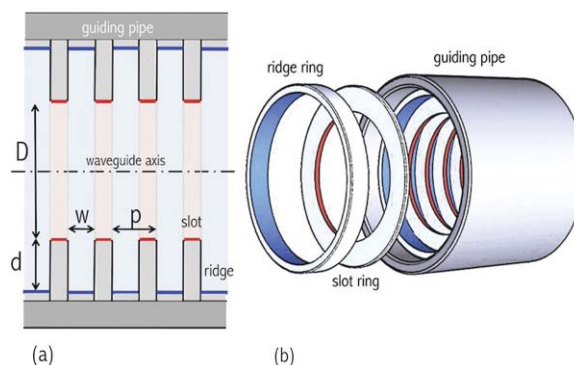 guiding pipe
D
waveguide axis
w
p
slot
d
ridge
(a)
guiding pipe
ridge ring
slot ring
(b)